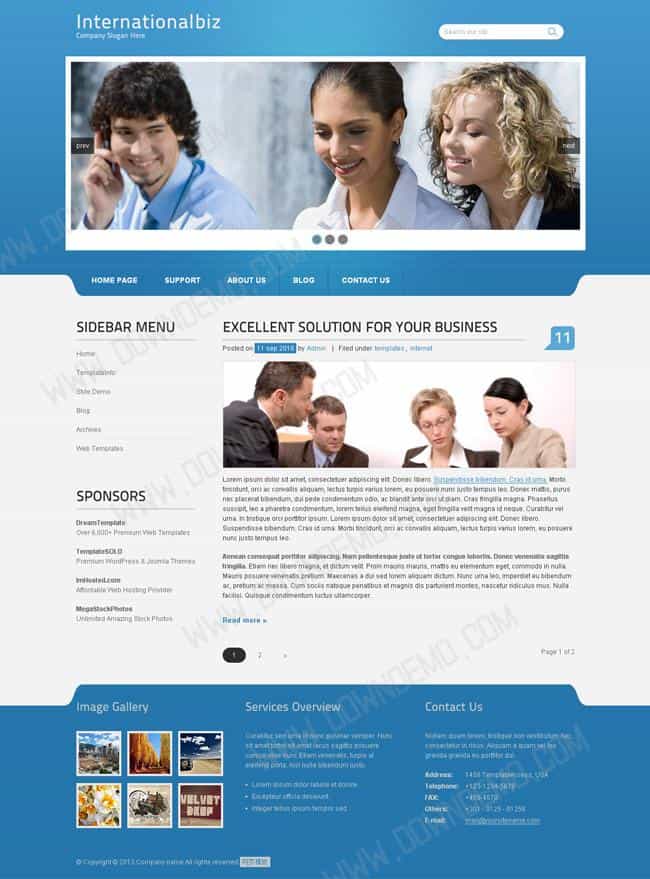 Internationalbiz
Company Slogan Here
Search our site
prev
next
HOME PAGE SUPPORT ABOUT US BLOG CONTACT US
SIDEBAR MENU
Home
TemplateInfo
Style Demo
Blog
Archives
Web Templates
SPONSORS
DreamTemplate
Over 6,000+ Premium Web Templates
TemplateSOLD
Premium WordPress & Joomla Themes
ImHosted.com
Affordable Web Hosting Provider
MegaStockPhotos
Unlimited Amazing Stock Photos
EXCELLENT SOLUTION FOR YOUR BUSINESS
11
Posted on 11 sep 2018 by Admin | Filed under templates, internet
Lorem ipsum dolor sit amet, consectetuer adipiscing elit. Donec libero. Suspendisse bibendum. Cras id urna. Morbi
tincidunt, orci ac convallis aliquam, lectus turpis varius lorem, eu posuere nunc justo tempus leo. Donec mattis, purus
nec placerat bibendum, dui pede condimentum odio, ac blandit ante orci ut diam. Cras fringilla magna. Phasellus
suscipit, leo a pharetra condimentum, lorem tellus eleifend magna, eget fringilla velit magna id neque. Curabitur vel
urna. In tristique orci porttitor ipsum. Lorem ipsum dolor sit amet, consectetuer adipiscing elit. Donec libero.
Suspendisse bibendum. Cras id urna. Morbi tincidunt, orci ac convallis aliquam, lectus turpis varius lorem, eu posuere
nunc justo tempus leo.
Aenean consequat porttitor adipiscing. Nam pellentesque justo ut tortor congue lobortis. Donec venenatis sagittis
fringilla. Etiam nec libero magna, et dictum velit. Proin mauris mauris, mattis eu elementum eget, commodo in nulla.
Mauris posuere venenatis pretium. Maecenas a dui sed lorem aliquam dictum. Nunc urna leo, imperdiet eu bibendum
ac, pretium ac massa. Cum sociis natoque penatibus et magnis dis parturient montes, nascetur ridiculus mus. Nulla
facilisi. Quisque condimentum luctus ullamcorper.
Read more »
1 2 »
Page 1 of 2
Image Gallery
VELVET
DROP
Services Overview
Curabitur sed urna id nunc pulvinar semper. Nunc
sit amet tortor sit amet lacus sagittis posuere
cursus vitae nunc. Etiam venenatis, turpis at
eleifend porta, nisl nulla bibendum justo.
• Lorem ipsum dolor labore et dolore.
• Excepteur officia deserunt.
• Integer tellus ipsum tempor sed.
Contact Us
Nullam quam lorem, tristique non vestibulum nec,
consectetur in risus. Aliquam a quam vel leo
gravida gravida eu porttitor dui.
Address: 1458 TemplateAccess, USA
Telephone: +123-1234-5678
FAX: +458-4578
Others: +301 - 0125 - 01258
E-mail: mail@yoursitename.com
© Copyright © 2013.Company name All rights reserved.网页模板
WWW.DOWNDEMO.COM
WWW.DOWNDEMO.COM
WWW.DOWNDEMO.COM
WWW.DOWNDEMO.COM